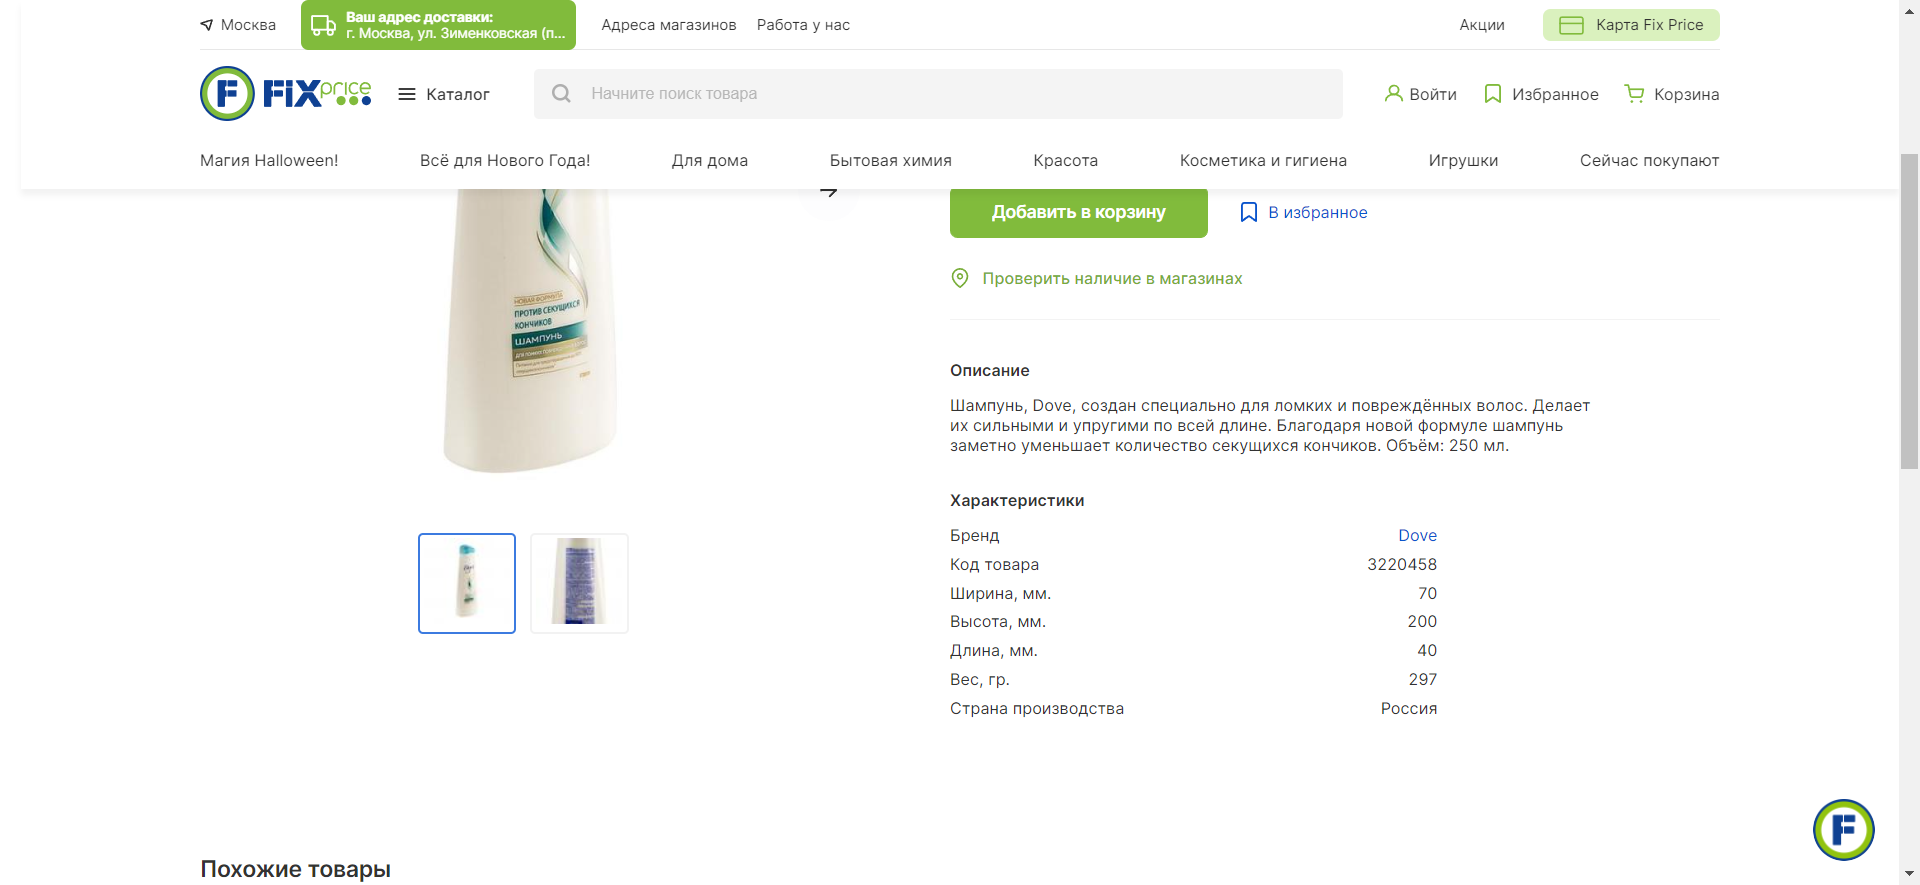 Москва
Ваш адрес доставки:
г. Москва, ул. Зименковская (п...
Адреса магазинов
Работа у нас
Акции
Карта Fix Price
F FIX price
Каталог
Начните поиск товара
Войти
Избранное
Корзина
Магия Halloween!
Всё для Нового Года!
Для дома
Бытовая химия
Красота
Косметика и гигиена
Игрушки
Сейчас покупают
НОВАЯ ФОРМУЛА
ПРОТИВ СЕКУЩИХСЯ
КОНЧИКОВ
ШАМПУНЬ
Добавить в корзину
В избранное
Проверить наличие в магазинах
Описание
Шампунь, Dove, создан специально для ломких и повреждённых волос. Делает
их сильными и упругими по всей длине. Благодаря новой формуле шампунь
заметно уменьшает количество секущихся кончиков. Объём: 250 мл.
Характеристики
Бренд Dove
Код товара 3220458
Ширина, мм. 70
Высота, мм. 200
Длина, мм. 40
Вес, гр. 297
Страна производства Россия
F
Похожие товары